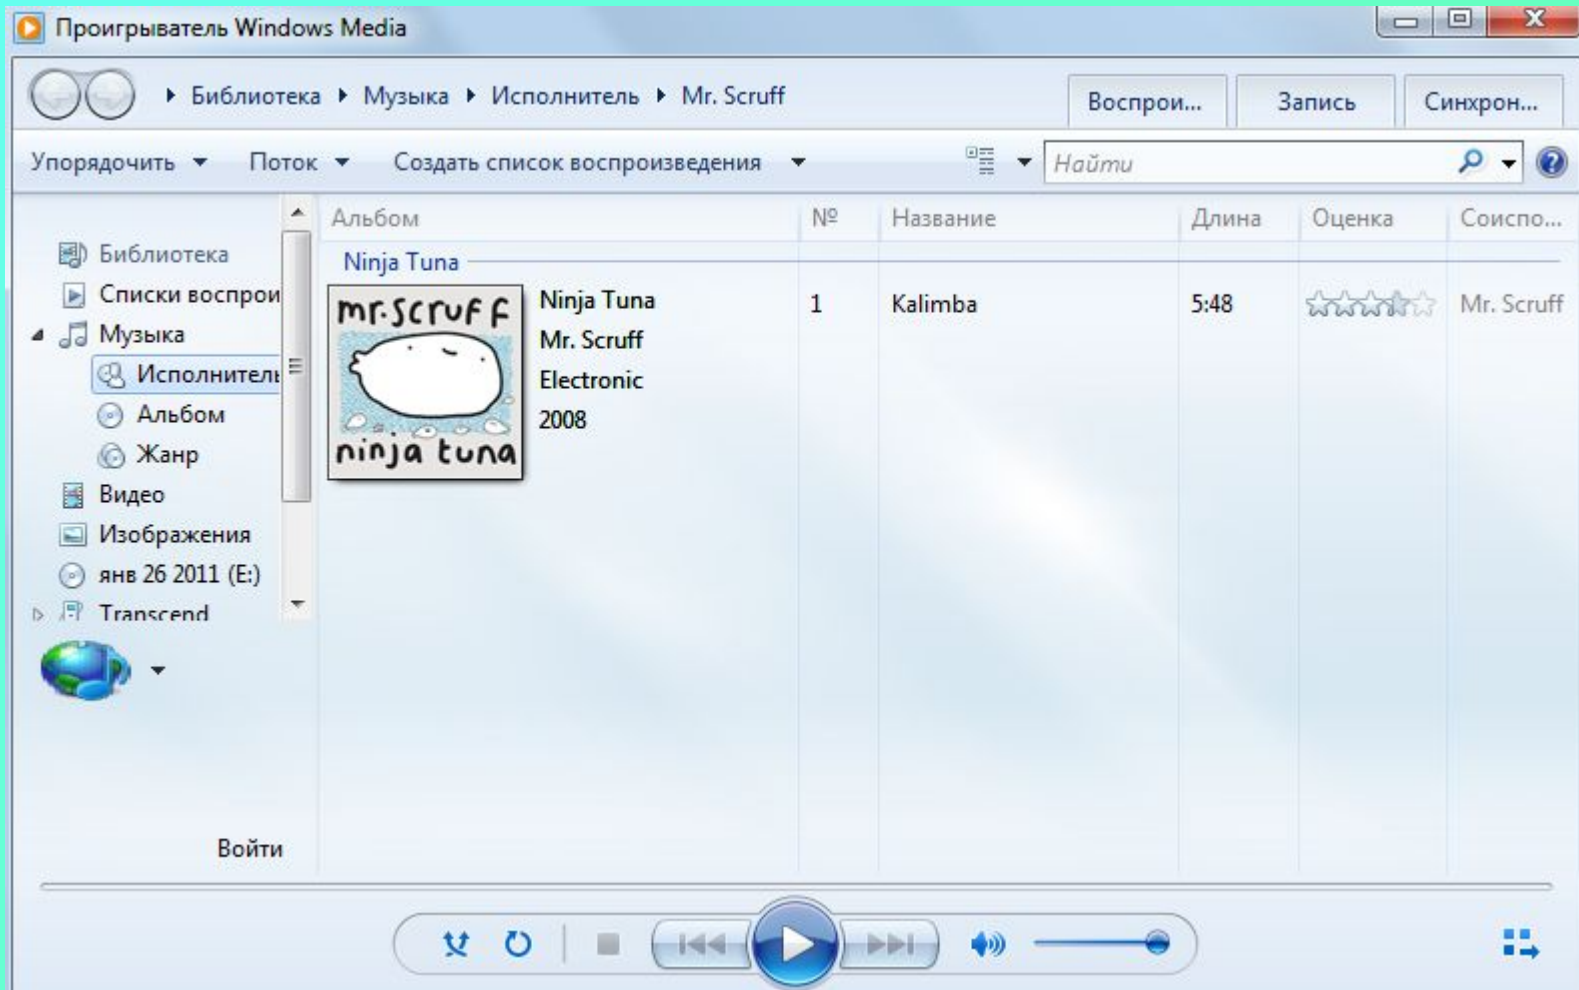 Проигрыватель Windows Media
Библиотека Музыка Исполнитель Mr. Scruff
Воспрои... Запись Синхрон...
Упорядочить Поток Создать список воспроизведения Найти
Альбом № Название Длина Оценка Соиспо...
Библиотека
Списки воспрои
Музыка
Исполнитель
Альбом
Жанр
Видео
Изображения
янв 26 2011 (E:)
Transcend
Войти
Ninja Tuna
mr.scruff
ninja tuna
Ninja Tuna
Mr. Scruff
Electronic
2008
1 Kalimba 5:48 Mr. Scruff